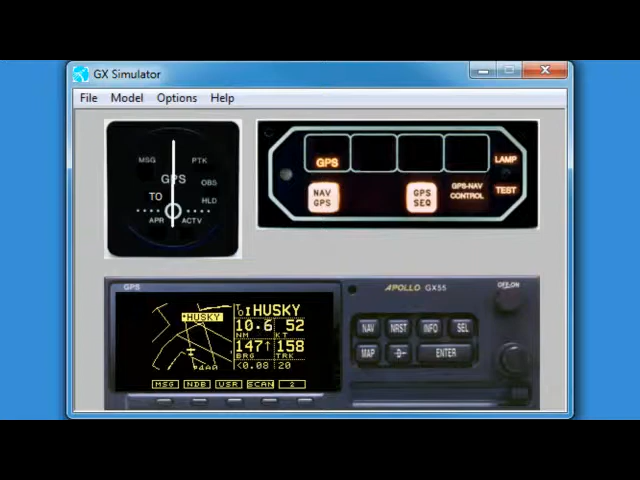 GX Simulator
File Model Options Help
MSG PTK
GPS
OBS
TO
HLD
APR ACTV
GPS
LAMP
NAV GPS
GPS SEQ
GPS-NAV CONTROL
TEST
GPS
APOLLO GX55
OFF-ON
TO HUSKY
HUSKY
10.6 52
NM KT
147↑ 158
BRG TRK
<0.08 20
MSG NDB USR SCAN 2
NAV NRST INFO SEL
MAP D ENTER